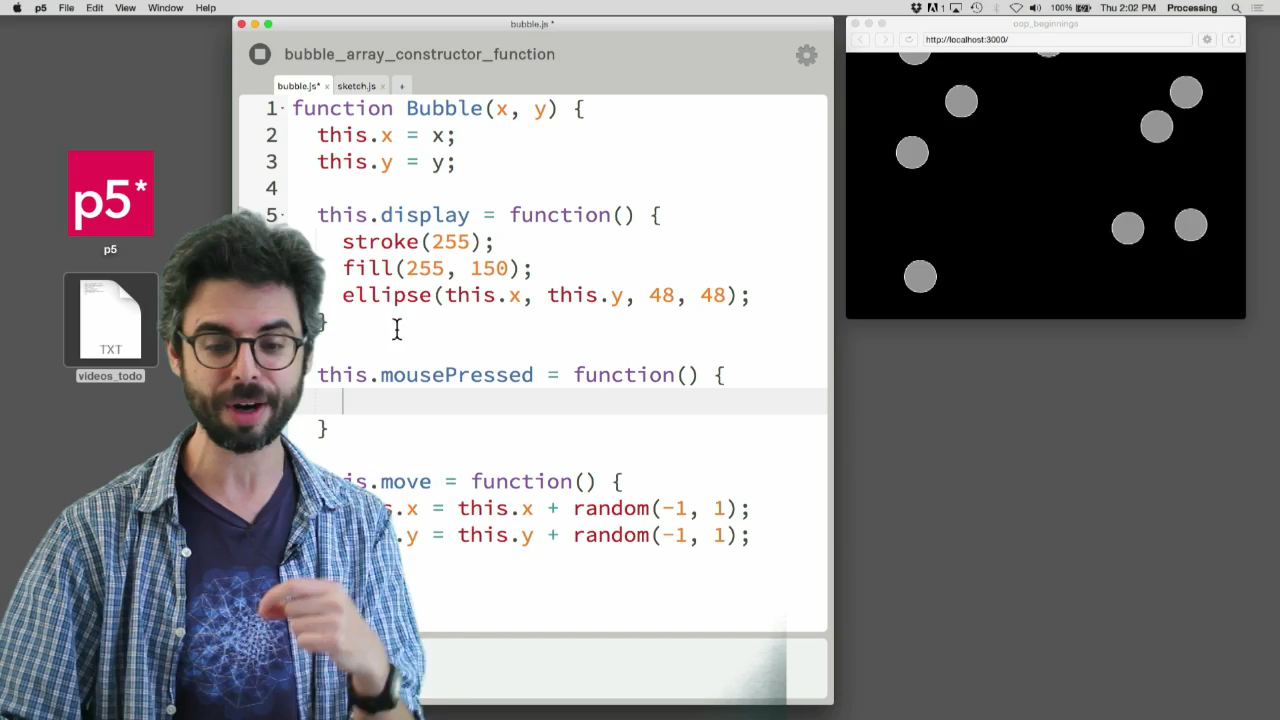 p5 File Edit View Window Help
1 100% Thu 2:02 PM Processing
bubble.js *
oop_beginnings
bubble_array_constructor_function
http://localhost:3000/
bubble.js* × sketch.js × +
1 function Bubble(x, y) {
2 this.x = x;
3 this.y = y;
4
5 this.display = function() {
stroke(255);
fill(255, 150);
ellipse(this.x, this.y, 48, 48);
}
this.mousePressed = function() {
}
is.move = function() {
s.x = this.x + random(-1, 1);
.y = this.y + random(-1, 1);
p5*
p5
TXT
videos_todo